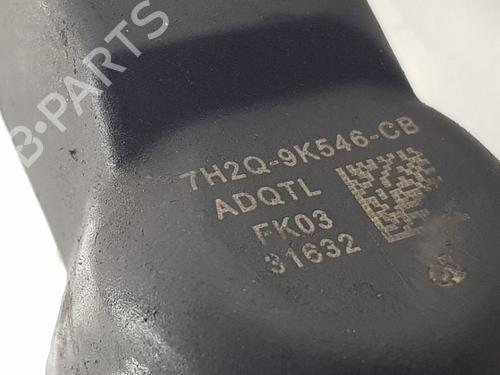 B-PARTS
7H2Q-9K546-CB
ADQTL
FK03
31632